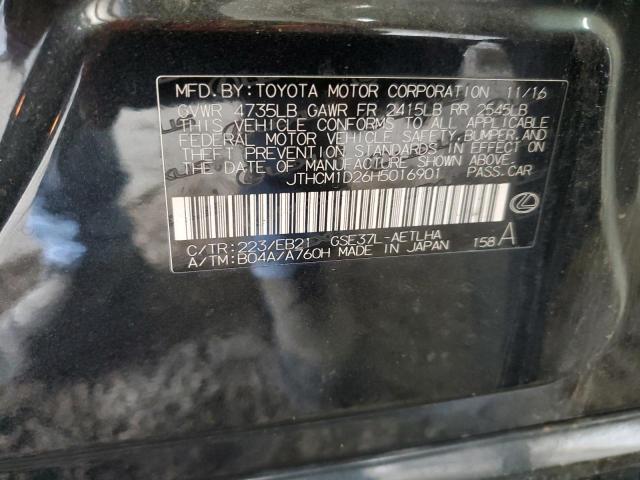 MFD. BY: TOYOTA MOTOR CORPORATION 11/16
GVWR 4735LB GAWR FR 2415LB RR 2545LB
THIS VEHICLE CONFORMS TO ALL APPLICABLE
FEDERAL MOTOR VEHICLE SAFETY, BUMPER, AND
THEFT PREVENTION STANDARDS IN EFFECT ON
THE DATE OF MANUFACTURE SHOWN ABOVE.
JTHCM1D26H5016901 PASS. CAR
C/TR: 223/EB21 GSE37L-AETLHA
A/TM: B04A/A760H MADE IN JAPAN 158 A